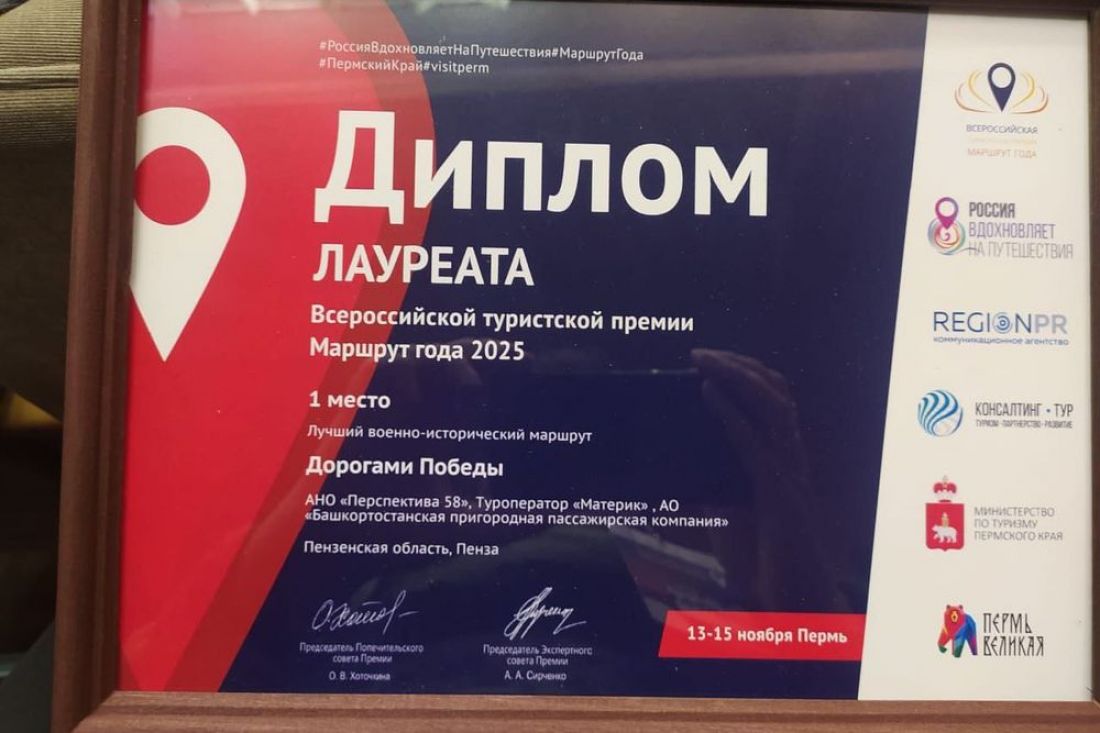 #РоссияВдохновляетНаПутешествия#МаршрутГода
#ПермскийКрай#visitperm
Диплом
ЛАУРЕАТА
Всероссийской туристской премии
Маршрут года 2025
1 место
Лучший военно-исторический маршрут
Дорогами Победы
АНО «Перспектива 58», Туроператор «Материк» , АО
«Башкортостанская пригородная пассажирская компания»
Пензенская область, Пенза
Председатель Попечительского
совета Премии
О. В. Хоточкина
Председатель Экспертного
совета Премии
А. А. Сирченко
13-15 ноября Пермь
ВСЕРОССИЙСКАЯ
МАРШРУТ ГОДА
РОССИЯ
ВДОХНОВЛЯЕТ
НА ПУТЕШЕСТВИЯ
REGIONPR
коммуникационное агентство
КОНСАЛТИНГ • ТУР
ТУРИЗМ • ПАРТНЕРСТВО • РАЗВИТИЕ
МИНИСТЕРСТВО
ПО ТУРИЗМУ
ПЕРМСКОГО КРАЯ
ПЕРМЬ
ВЕЛИКАЯ